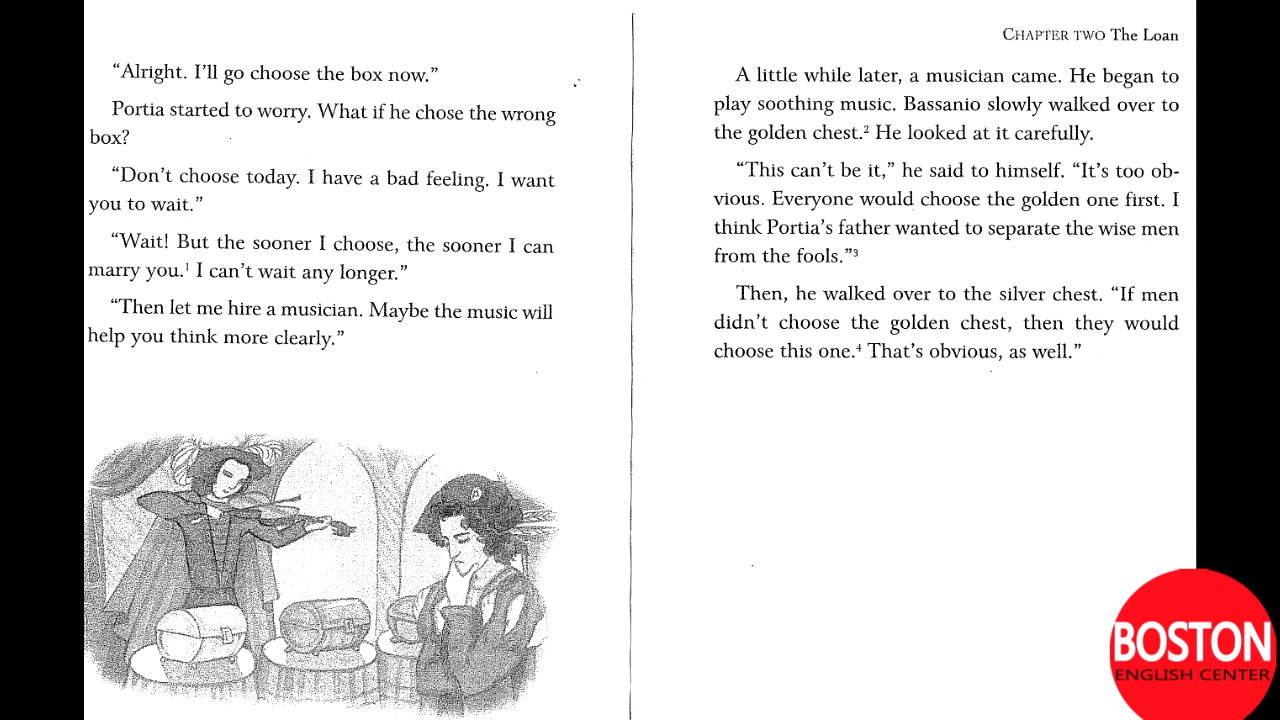 “Alright. I’ll go choose the box now.”
Portia started to worry. What if he chose the wrong
box?
“Don’t choose today. I have a bad feeling. I want
you to wait.”
“Wait! But the sooner I choose, the sooner I can
marry you.¹ I can’t wait any longer.”
“Then let me hire a musician. Maybe the music will
help you think more clearly.”
CHAPTER TWO The Loan
A little while later, a musician came. He began to
play soothing music. Bassanio slowly walked over to
the golden chest.² He looked at it carefully.
“This can’t be it,” he said to himself. “It’s too ob-
vious. Everyone would choose the golden one first. I
think Portia’s father wanted to separate the wise men
from the fools.”³
Then, he walked over to the silver chest. “If men
didn’t choose the golden chest, then they would
choose this one.⁴ That’s obvious, as well.”
BOSTON
ENGLISH CENTER